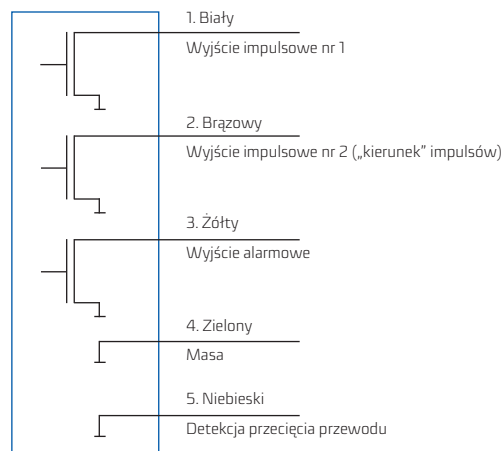 1. Biały
Wyjście impulsowe nr 1
2. Brązowy
Wyjście impulsowe nr 2 („kierunek” impulsów)
3. Żółty
Wyjście alarmowe
4. Zielony
Masa
5. Niebieski
Detekcja przecięcia przewodu